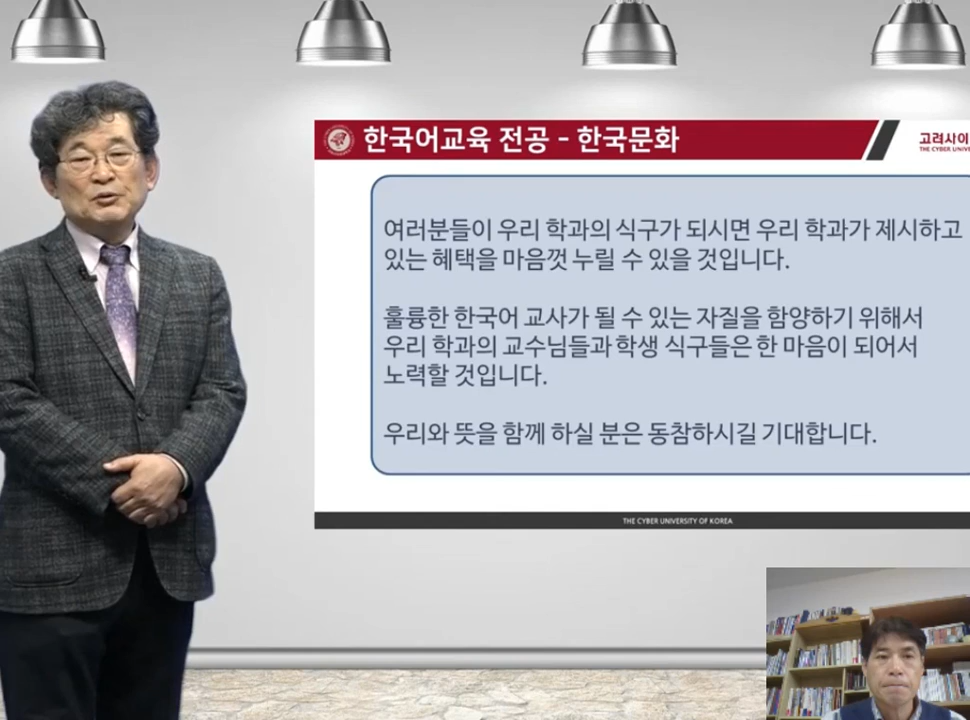 한국어교육 전공 - 한국문화
고려사이
THE CYBER UNIVE
여러분들이 우리 학과의 식구가 되시면 우리 학과가 제시하고
있는 혜택을 마음껏 누릴 수 있을 것입니다.
훌륭한 한국어 교사가 될 수 있는 자질을 함양하기 위해서
우리 학과의 교수님들과 학생 식구들은 한 마음이 되어서
노력할 것입니다.
우리와 뜻을 함께 하실 분은 동참하시길 기대합니다.
THE CYBER UNIVERSITY OF KOREA